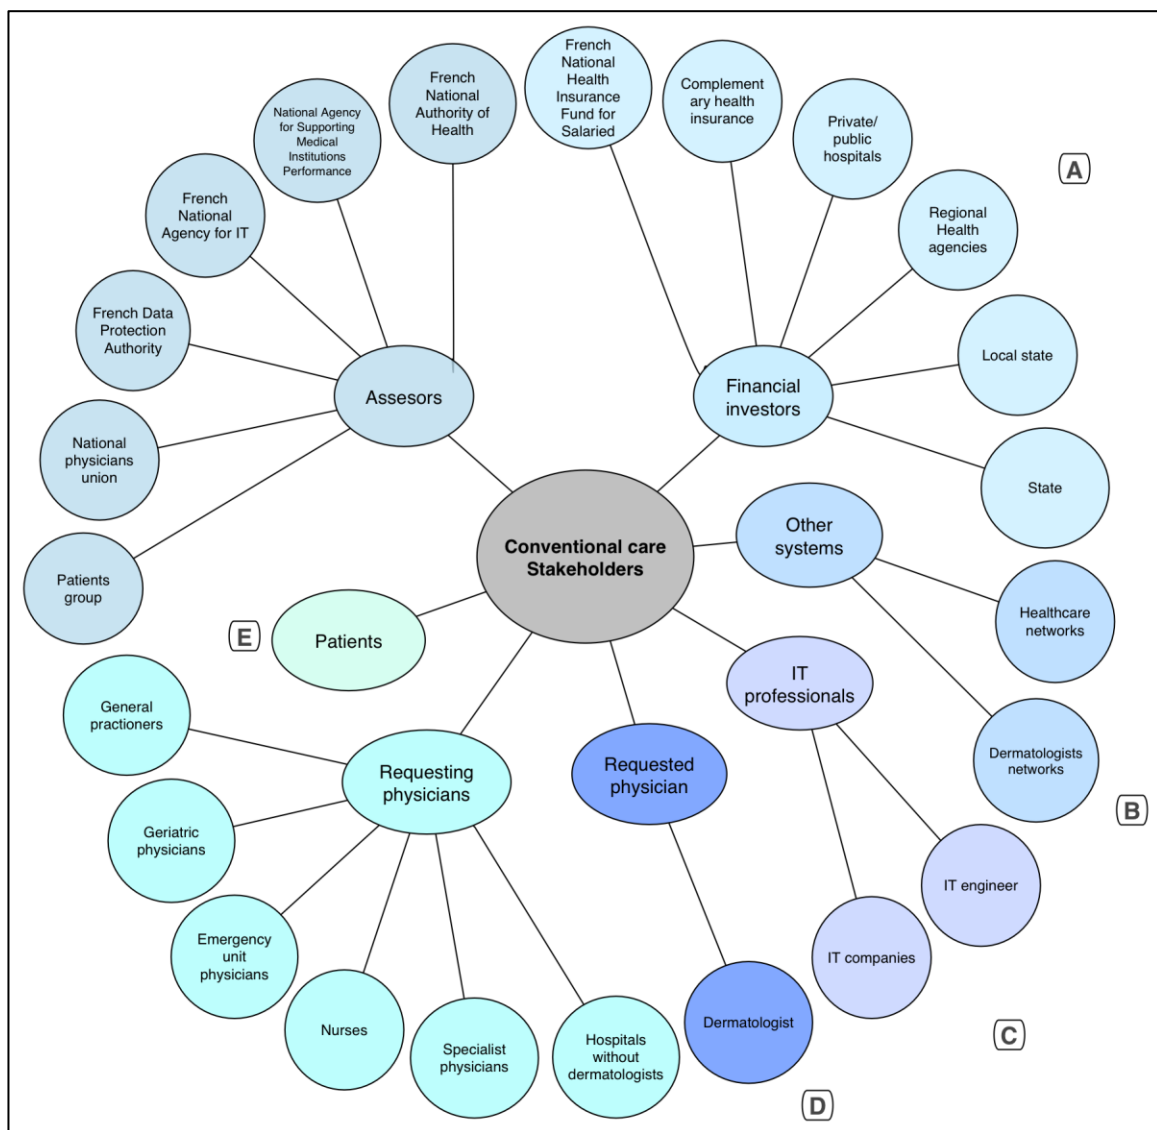 French
National
Authority of
Health
French
National
Health
Insurance
Fund for
Salaried
Complement
ary health
insurance
Private/
public
hospitals
National Agency
for Supporting
Medical
Institutions
Performance
A
French
National
Agency for IT
Regional
Health
agencies
French Data
Protection
Authority
Local state
Assesors
Financial
investors
National
physicians
union
State
Other
systems
Conventional care
Stakeholders
Patients
group
Healthcare
networks
E
Patients
IT
professionals
General
practioners
Dermatologists
networks
Requesting
physicians
Requested
physician
B
Geriatric
physicians
IT engineer
Emergency
unit
physicians
IT companies
Nurses
Specialist
physicians
Hospitals
without
dermatologists
Dermatologist
C
D